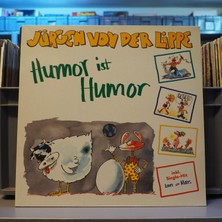 JÜRGEN VON DER LIPPE
Humor ist
Humor